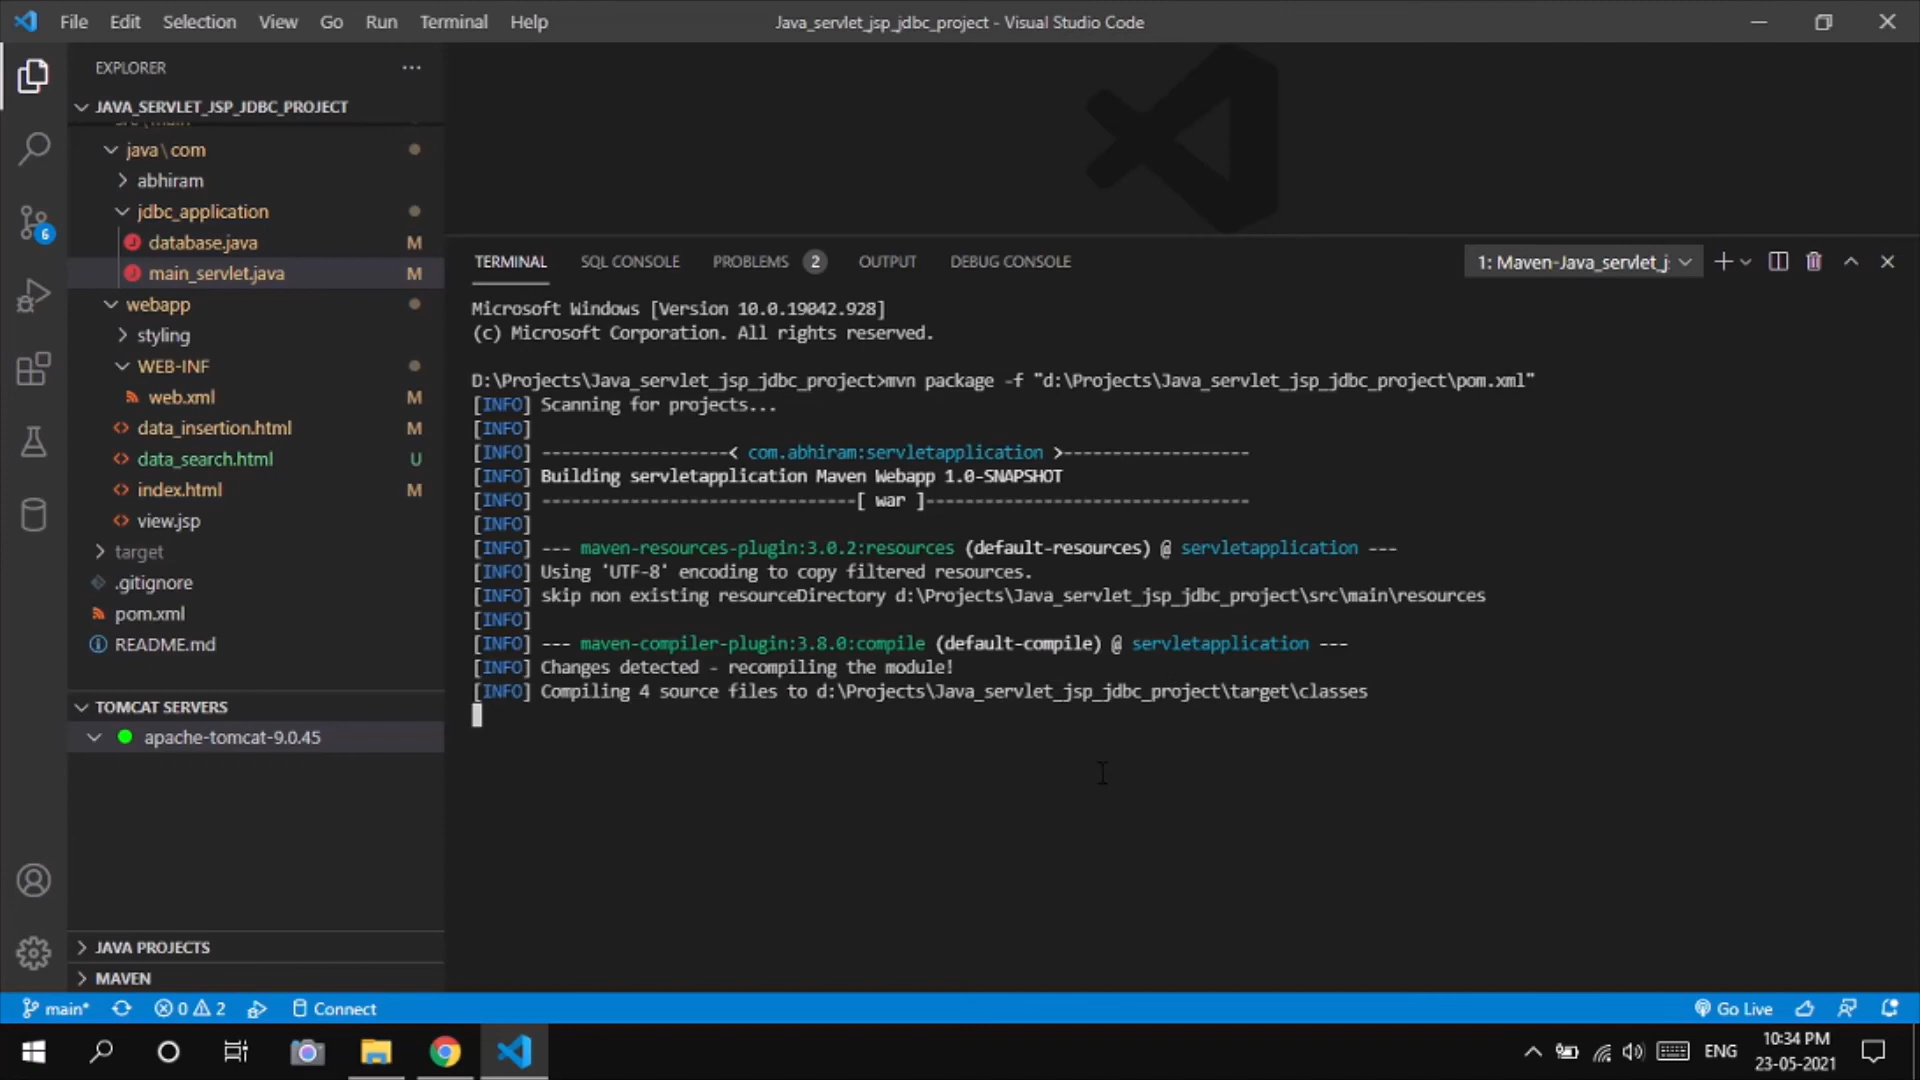 File Edit Selection View Go Run Terminal Help
Java_servlet_jsp_jdbc_project - Visual Studio Code
EXPLORER
JAVA_SERVLET_JSP_JDBC_PROJECT
src\main
java\com
abhiram
jdbc_application
database.java M
main_servlet.java M
webapp
styling
WEB-INF
web.xml M
data_insertion.html M
data_search.html U
index.html M
view.jsp
target
.gitignore
pom.xml
README.md
TOMCAT SERVERS
apache-tomcat-9.0.45
JAVA PROJECTS
MAVEN
6
TERMINAL SQL CONSOLE PROBLEMS 2 OUTPUT DEBUG CONSOLE
1: Maven-Java_servlet_j
Microsoft Windows [Version 10.0.19042.928]
(c) Microsoft Corporation. All rights reserved.
D:\Projects\Java_servlet_jsp_jdbc_project>mvn package -f "d:\Projects\Java_servlet_jsp_jdbc_project\pom.xml"
[INFO] Scanning for projects...
[INFO]
[INFO] -------------------< com.abhiram:servletapplication >-------------------
[INFO] Building servletapplication Maven Webapp 1.0-SNAPSHOT
[INFO] --------------------------------[ war ]---------------------------------
[INFO]
[INFO] --- maven-resources-plugin:3.0.2:resources (default-resources) @ servletapplication ---
[INFO] Using 'UTF-8' encoding to copy filtered resources.
[INFO] skip non existing resourceDirectory d:\Projects\Java_servlet_jsp_jdbc_project\src\main\resources
[INFO]
[INFO] --- maven-compiler-plugin:3.8.0:compile (default-compile) @ servletapplication ---
[INFO] Changes detected - recompiling the module!
[INFO] Compiling 4 source files to d:\Projects\Java_servlet_jsp_jdbc_project\target\classes
main* 0 2 Connect
Go Live
ENG
10:34 PM
23-05-2021